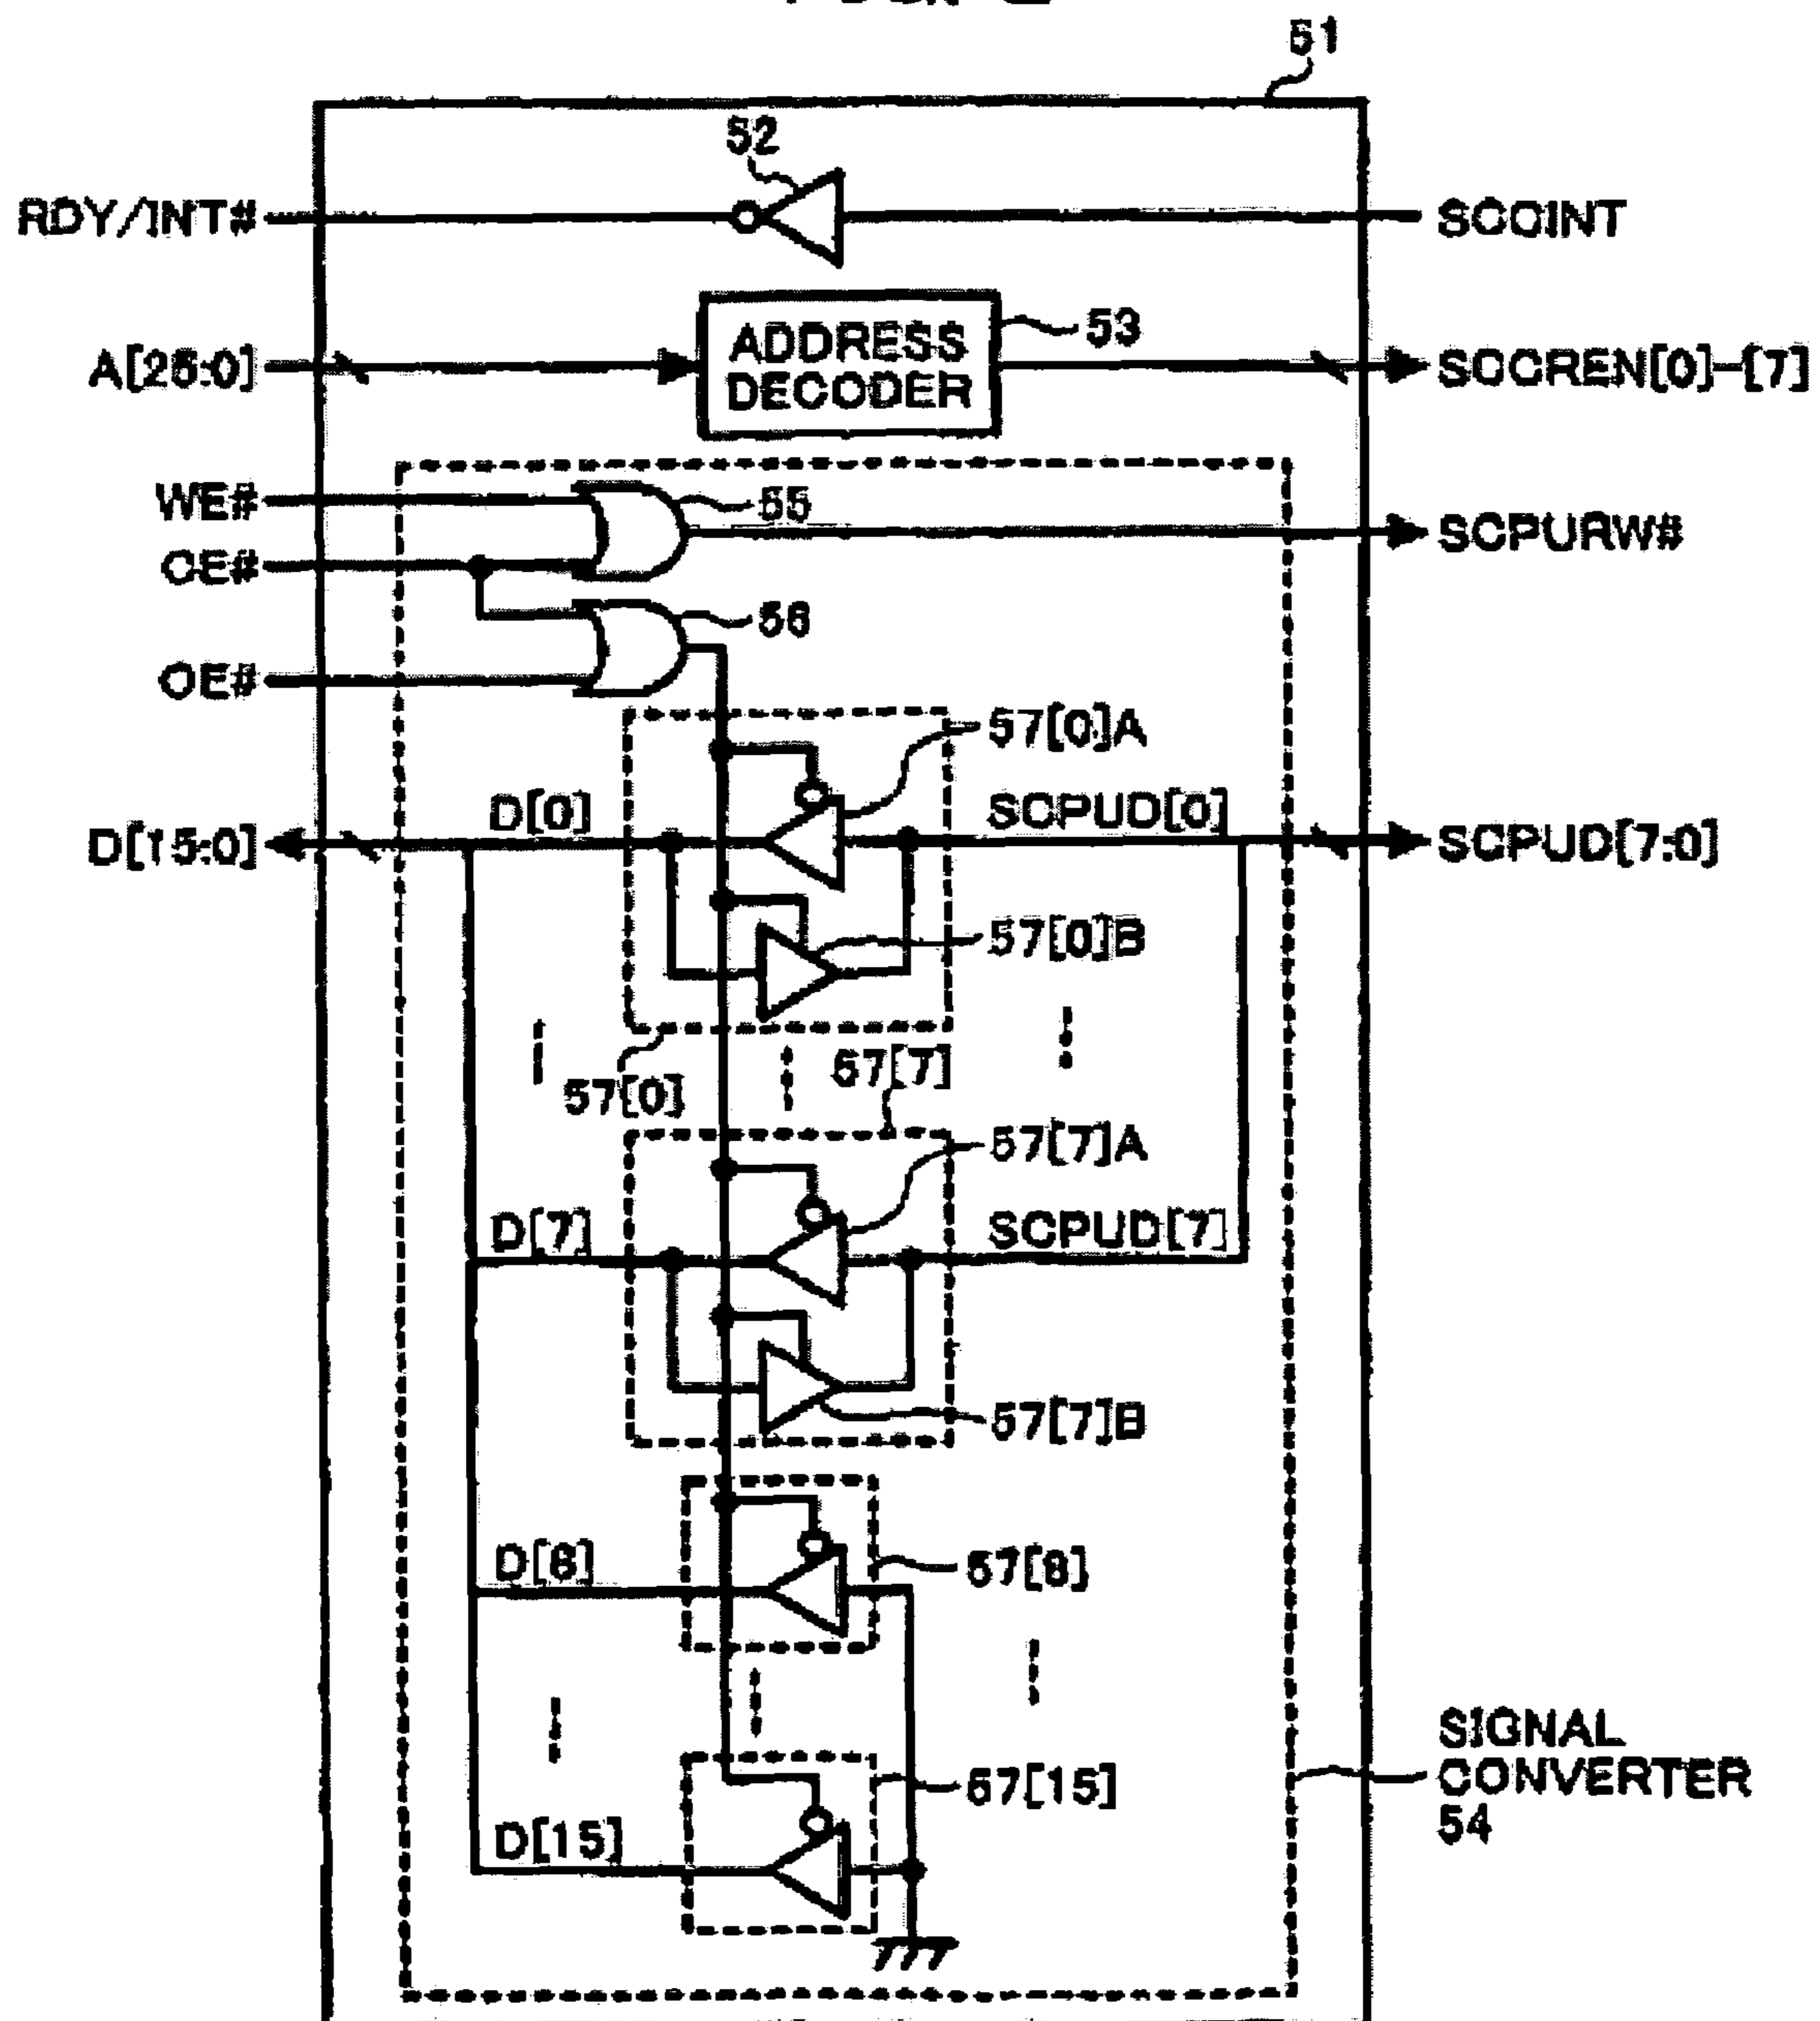 51
52
RDY/INT#
SCCINT
ADDRESS
DECODER
53
A[25:0]
SCCREN[0]-[7]
WE#
55
SCPURW#
CE#
56
OE#
57[0]A
D[0]
SCPUD[0]
D[15:0]
SCPUD[7:0]
57[0]B
57[0]
57[7]
57[7]A
D[7]
SCPUD[7]
57[7]B
D[8]
57[8]
SIGNAL
CONVERTER
54
57[15]
D[15]